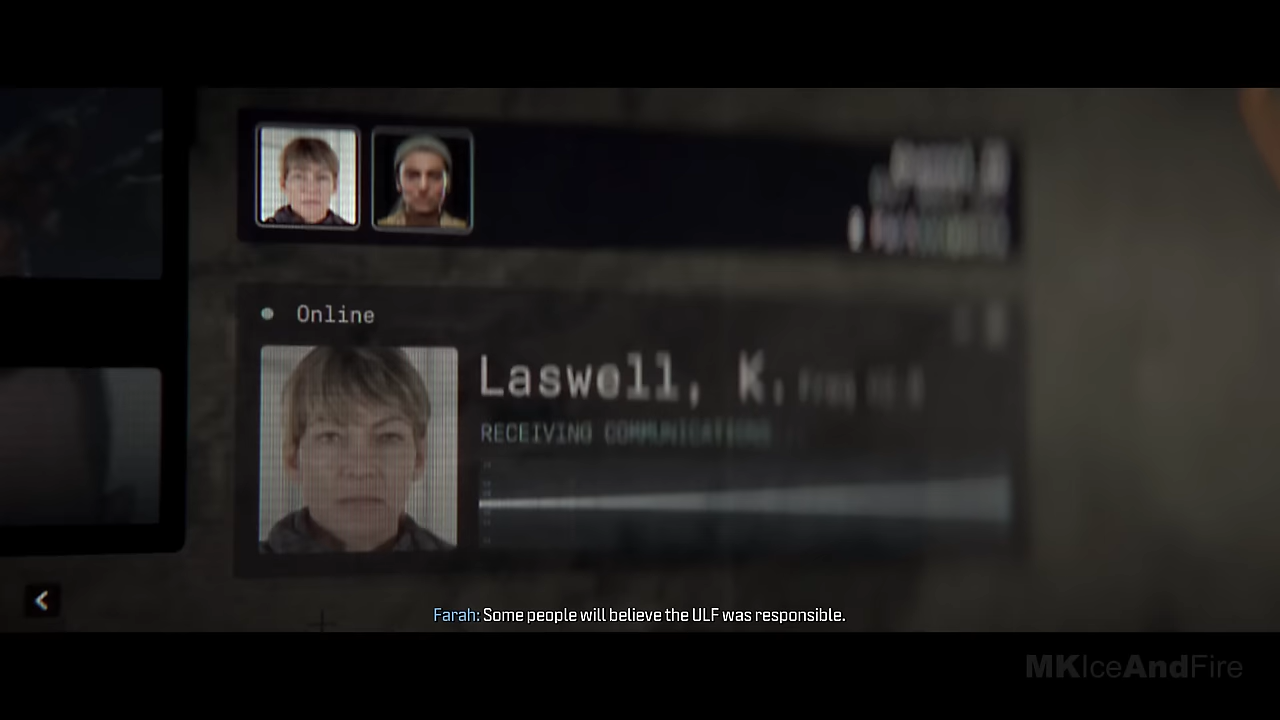 Online
Laswell, K.
RECEIVING COMMUNICATIONS
Farah: Some people will believe the ULF was responsible.
MKIceAndFire